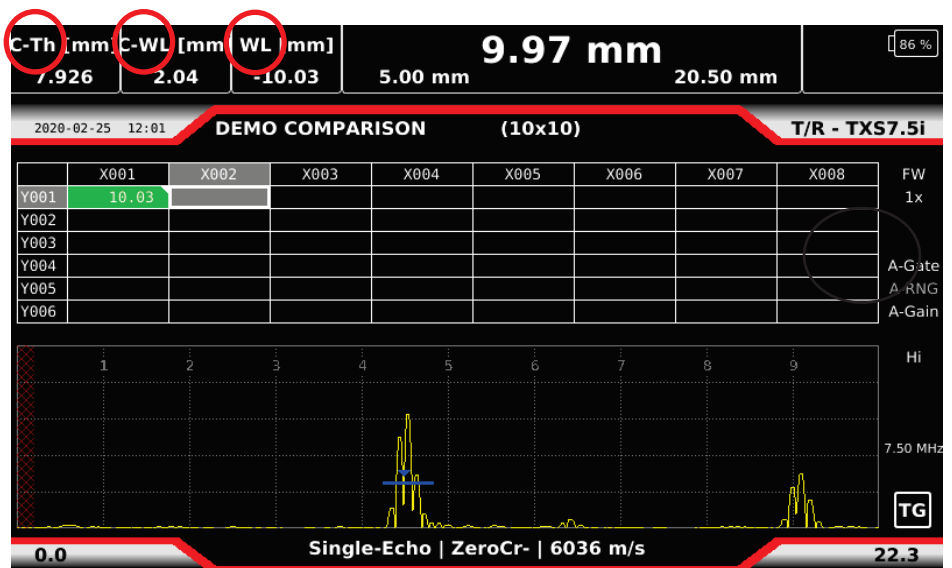 C-Th [mm] C-WL [mm] WL [mm] 9.97 mm 86 %
7.926 2.04 -10.03 5.00 mm 20.50 mm
2020-02-25 12:01 DEMO COMPARISON (10x10) T/R - TXS7.5i
X001 X002 X003 X004 X005 X006 X007 X008 FW
Y001 10.03 1x
Y002
Y003
Y004 A-Gate
Y005 A-RNG
Y006 A-Gain
1 2 3 4 5 6 7 8 9 Hi
7.50 MHz
TG
0.0 Single-Echo | ZeroCr- | 6036 m/s 22.3